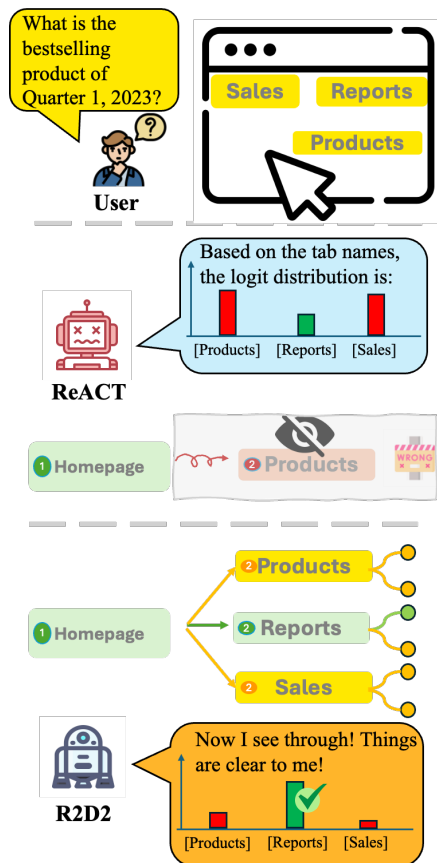 What is the
bestselling
product of
Quarter 1, 2023?
User
Sales
Reports
Products
Based on the tab names,
the logit distribution is:
[Products] [Reports] [Sales]
ReACT
1 Homepage
2 Products
WRONG
2 Products
1 Homepage
2 Reports
2 Sales
R2D2
Now I see through! Things
are clear to me!
[Products] [Reports] [Sales]